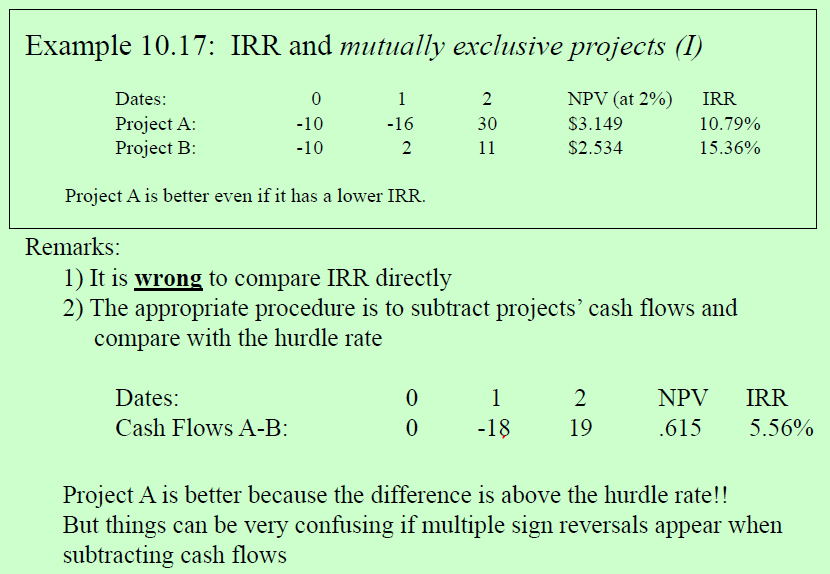 Example 10.17: IRR and mutually exclusive projects (I)
Dates: 0 1 2 NPV (at 2%) IRR
Project A: -10 -16 30 $3.149 10.79%
Project B: -10 2 11 $2.534 15.36%
Project A is better even if it has a lower IRR.
Remarks:
1) It is wrong to compare IRR directly
2) The appropriate procedure is to subtract projects’ cash flows and
compare with the hurdle rate
Dates: 0 1 2 NPV IRR
Cash Flows A-B: 0 -18 19 .615 5.56%
Project A is better because the difference is above the hurdle rate!!
But things can be very confusing if multiple sign reversals appear when
subtracting cash flows